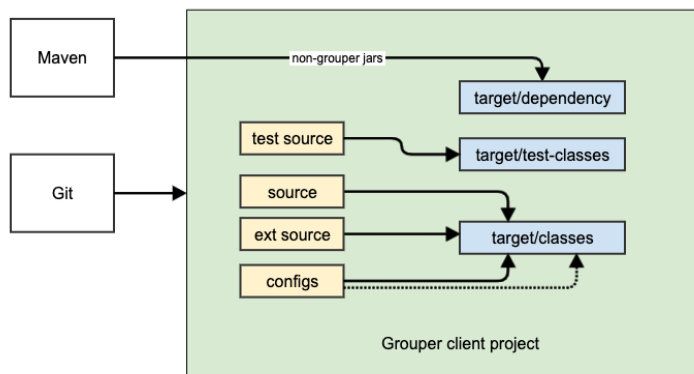 Maven
non-grouper jars
target/dependency
test source
target/test-classes
Git
source
ext source
target/classes
configs
Grouper client project